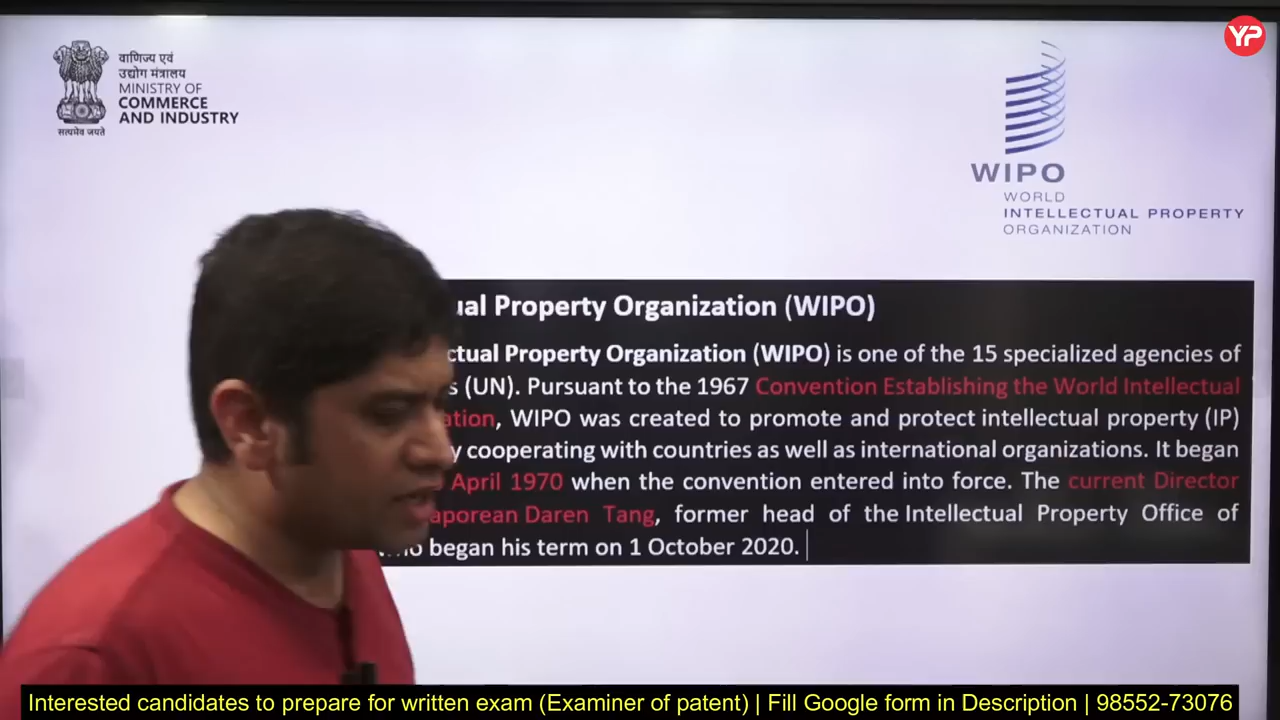 YP
वाणिज्य एवं
उद्योग मंत्रालय
MINISTRY OF
COMMERCE
AND INDUSTRY
सत्यमेव जयते
WIPO
WORLD
INTELLECTUAL PROPERTY
ORGANIZATION
ual Property Organization (WIPO)
ctual Property Organization (WIPO) is one of the 15 specialized agencies of
s (UN). Pursuant to the 1967 Convention Establishing the World Intellectual
ation, WIPO was created to promote and protect intellectual property (IP)
y cooperating with countries as well as international organizations. It began
April 1970 when the convention entered into force. The current Director
aporean Daren Tang, former head of the Intellectual Property Office of
began his term on 1 October 2020.
Interested candidates to prepare for written exam (Examiner of patent) | Fill Google form in Description | 98552-73076